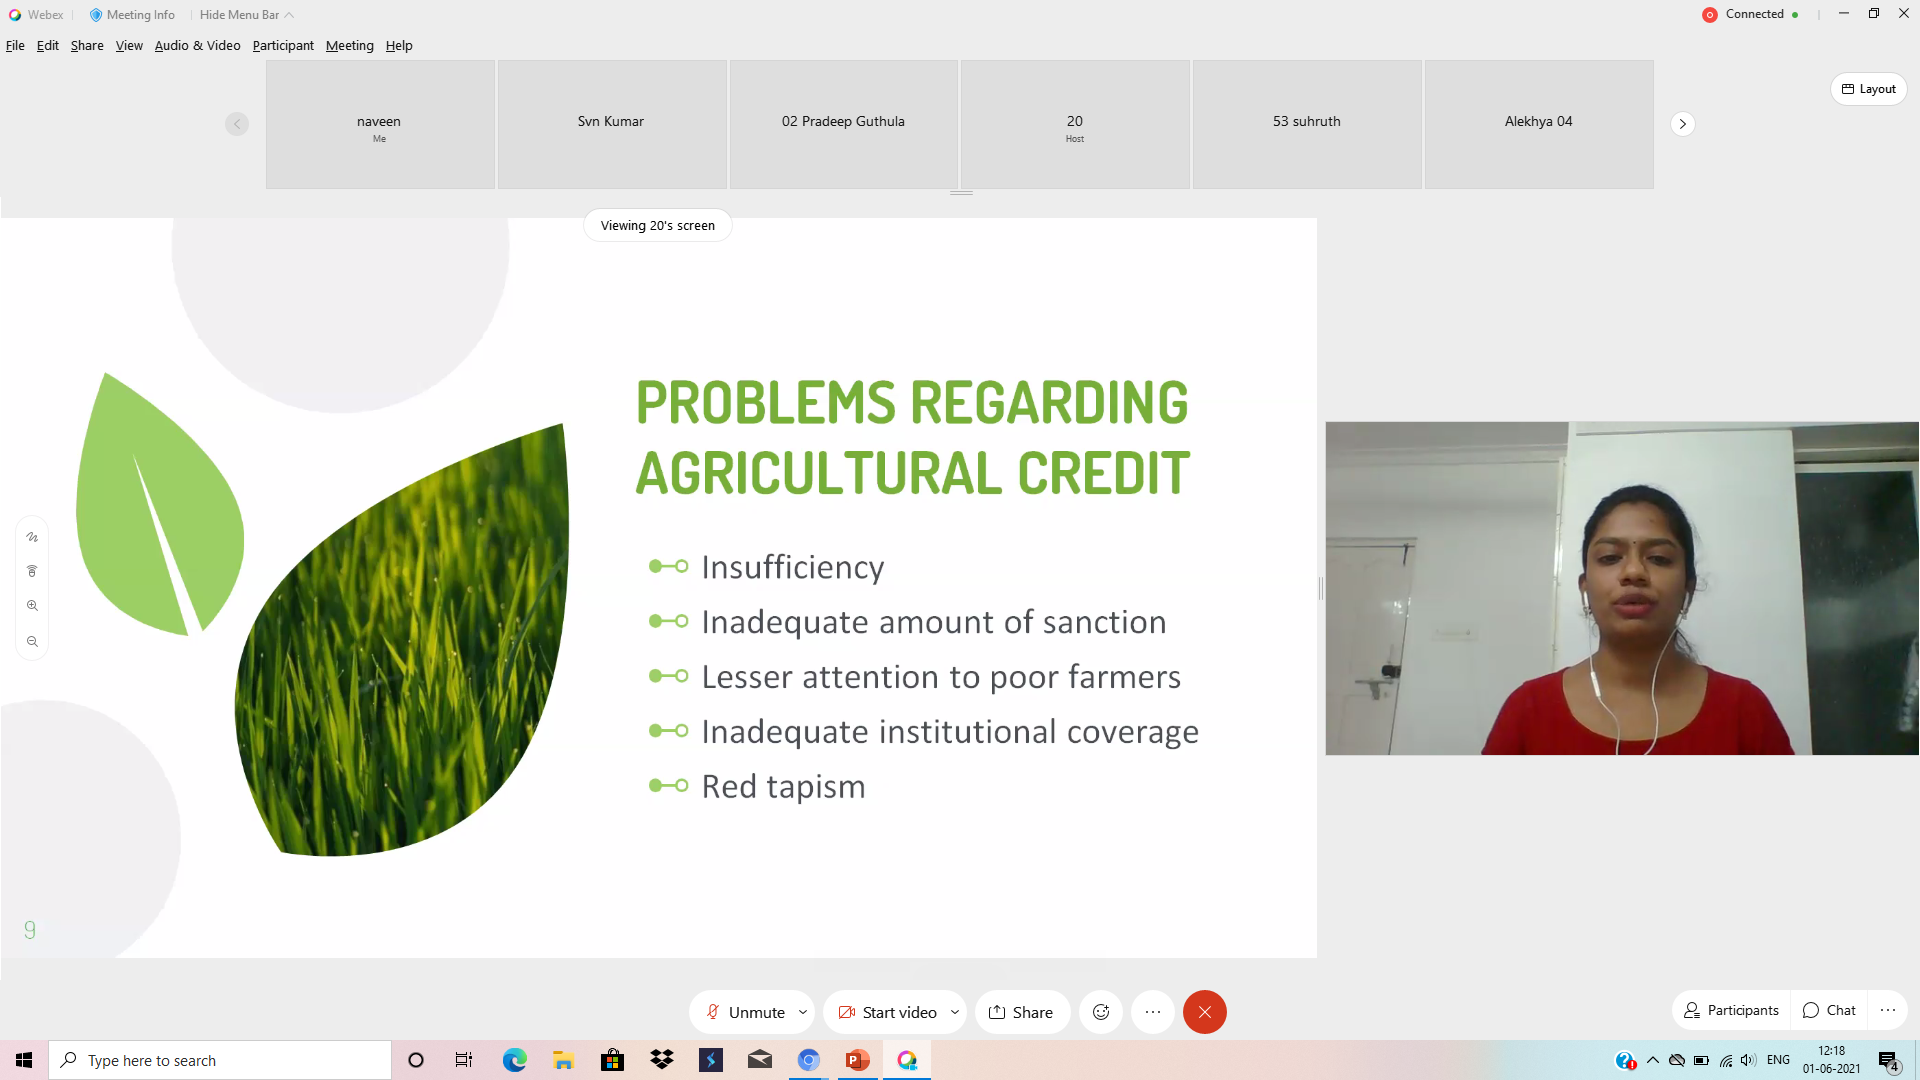 Webex
Meeting Info
Hide Menu Bar
Connected
File Edit Share View Audio & Video Participant Meeting Help
Layout
naveen
Me
Svn Kumar
02 Pradeep Guthula
20
Host
53 suhruth
Alekhya 04
Viewing 20's screen
PROBLEMS REGARDING
AGRICULTURAL CREDIT
Insufficiency
Inadequate amount of sanction
Lesser attention to poor farmers
Inadequate institutional coverage
Red tapism
9
Unmute
Start video
Share
Participants
Chat
Type here to search
ENG
12:18
01-06-2021
4